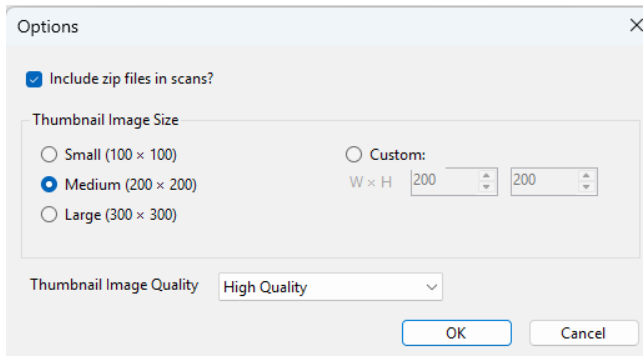 Options
Include zip files in scans?
Thumbnail Image Size
Small (100 × 100)
Custom:
Medium (200 × 200)
W × H 200 200
Large (300 × 300)
Thumbnail Image Quality High Quality
OK Cancel